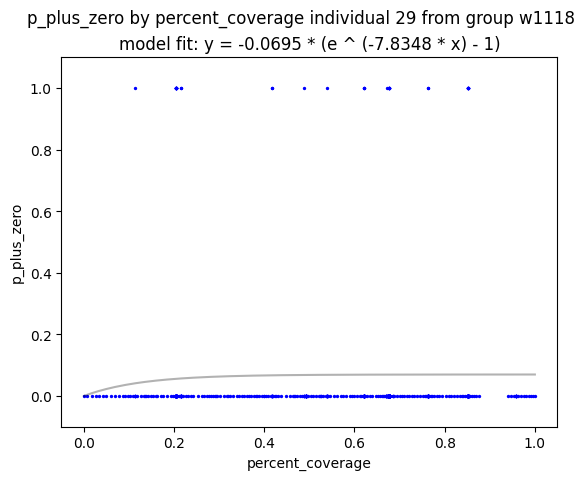 p_plus_zero by percent_coverage individual 29 from group w1118
model fit: y = -0.0695 * (e ^ (-7.8348 * x) - 1)
1.0
0.8
0.6
0.4
0.2
0.0
p_plus_zero
0.0 0.2 0.4 0.6 0.8 1.0
percent_coverage